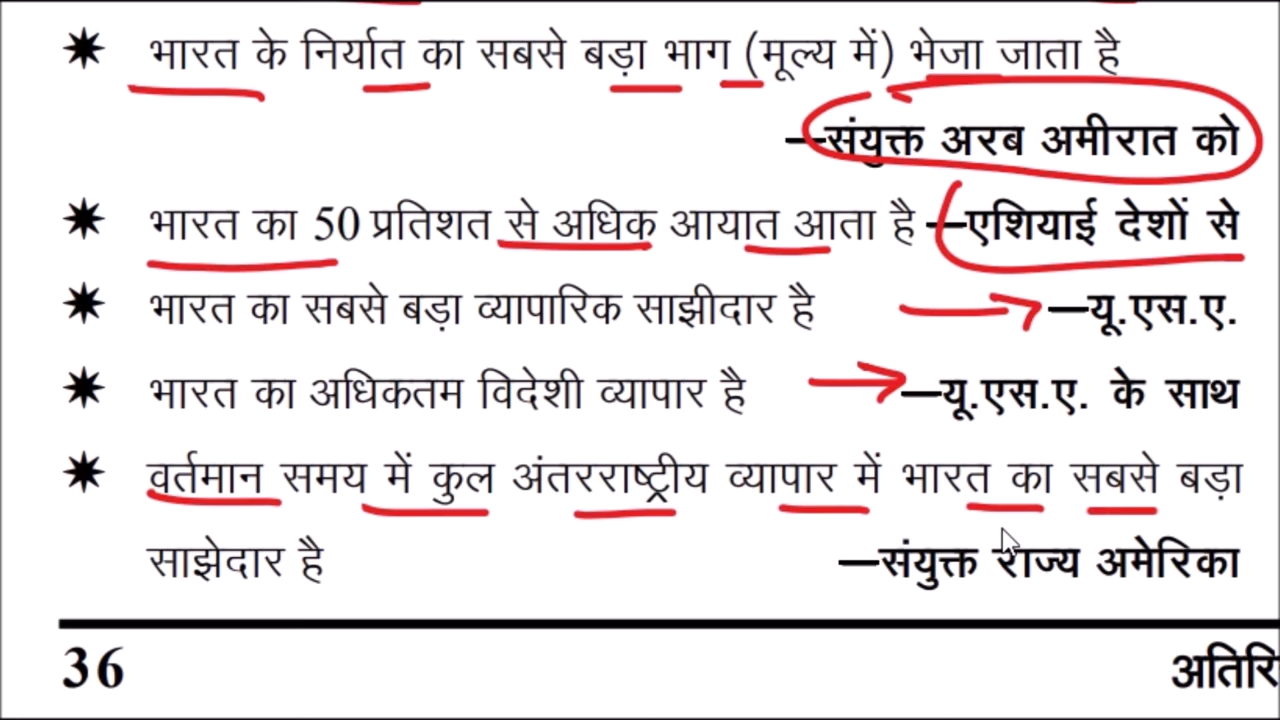 ✷ भारत के निर्यात का सबसे बड़ा भाग (मूल्य में) भेजा जाता है
—संयुक्त अरब अमीरात को
✷ भारत का 50 प्रतिशत से अधिक आयात आता है —एशियाई देशों से
✷ भारत का सबसे बड़ा व्यापारिक साझीदार है —यू.एस.ए.
✷ भारत का अधिकतम विदेशी व्यापार है —यू.एस.ए. के साथ
✷ वर्तमान समय में कुल अंतरराष्ट्रीय व्यापार में भारत का सबसे बड़ा
साझेदार है —संयुक्त राज्य अमेरिका
36 अतिरि